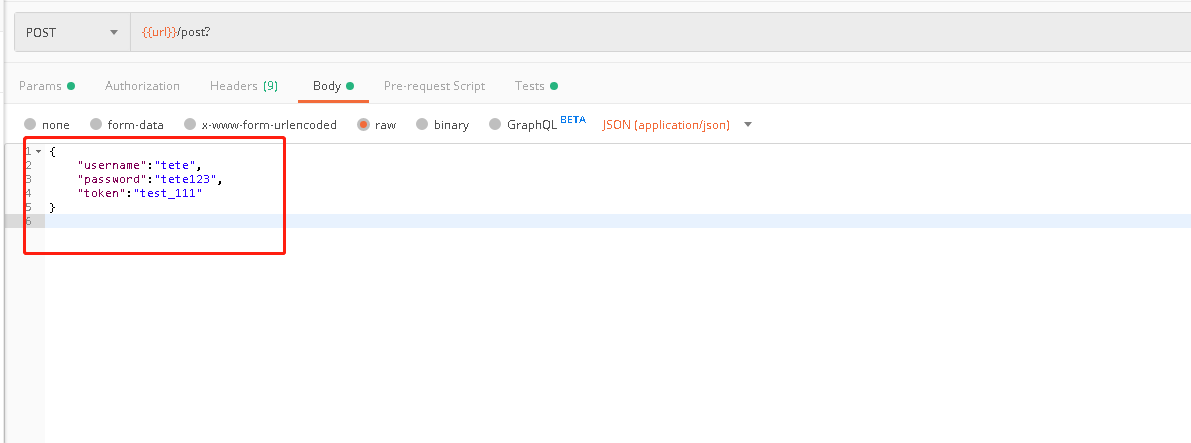 POST {{url}}/post?
Params Authorization Headers (9) Body Pre-request Script Tests
none form-data x-www-form-urlencoded raw binary GraphQL BETA JSON (application/json)
1 {
2 "username":"tete",
3 "password":"tete123",
4 "token":"test_111"
5 }
6